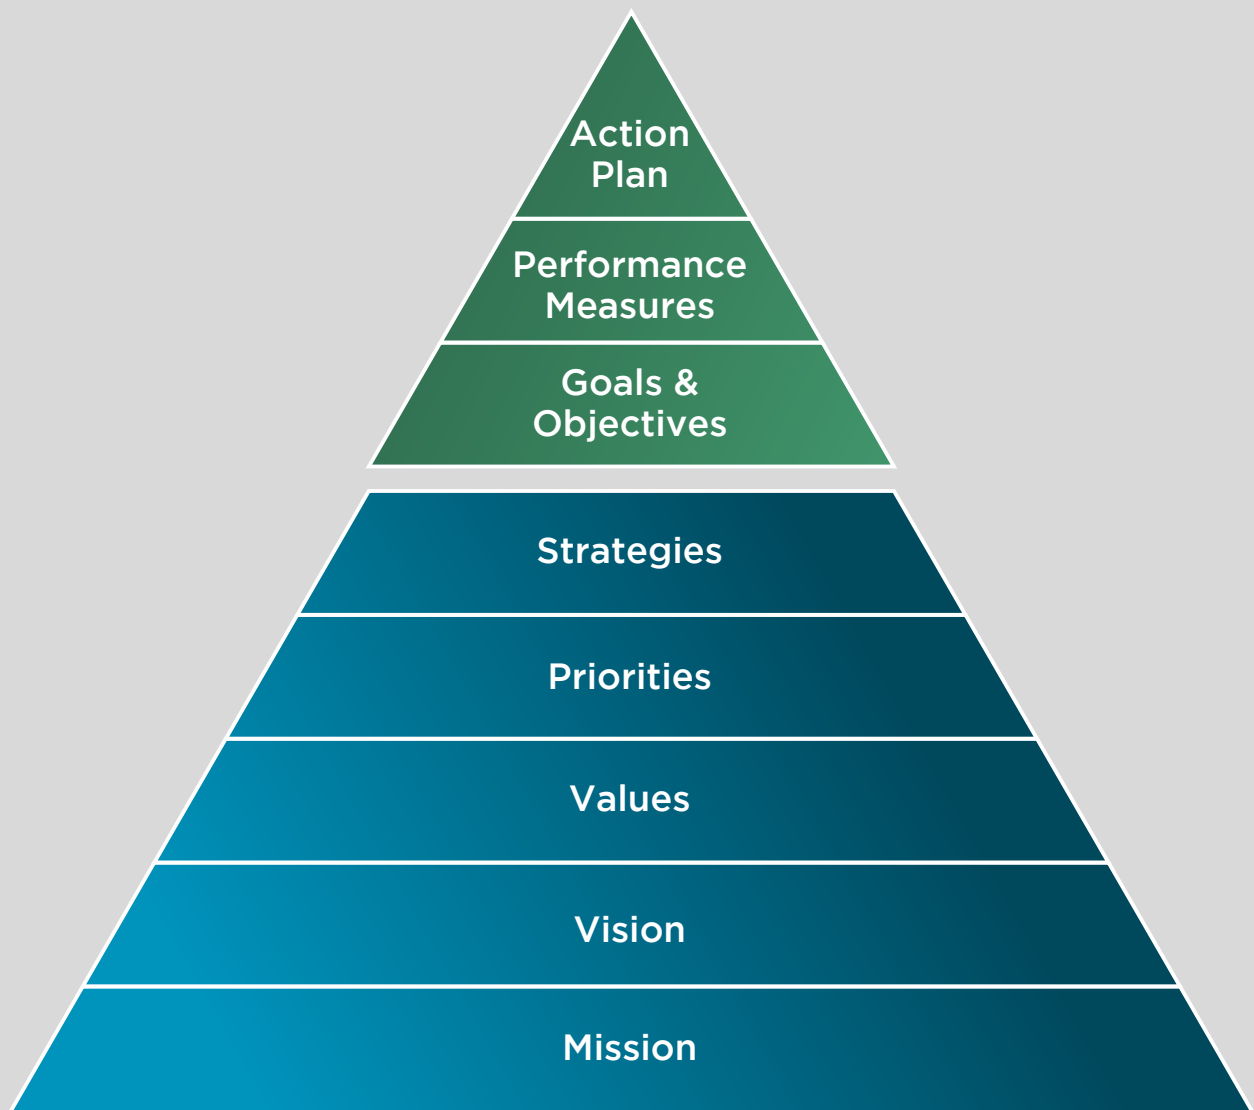 Action
Plan
Performance
Measures
Goals &
Objectives
Strategies
Priorities
Values
Vision
Mission